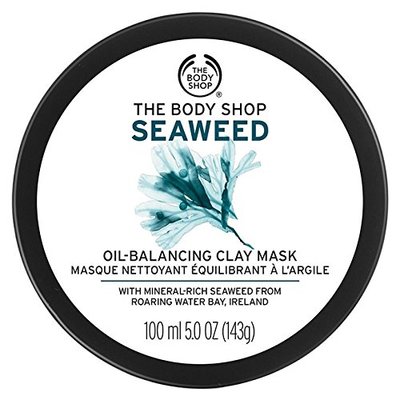 THE
BODY
SHOP
®
THE BODY SHOP
SEAWEED
OIL-BALANCING CLAY MASK
MASQUE NETTOYANT ÉQUILIBRANT À L'ARGILE
WITH MINERAL-RICH SEAWEED FROM
ROARING WATER BAY, IRELAND
100 ml 5.0 OZ (143g)